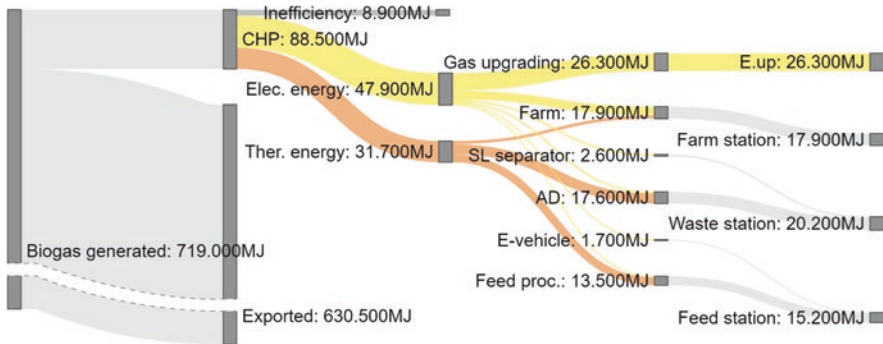 Inefficiency: 8.900MJ
CHP: 88.500MJ
Gas upgrading: 26.300MJ
E.up: 26.300MJ
Elec. energy: 47.900MJ
Farm: 17.900MJ
Farm station: 17.900MJ
Ther. energy: 31.700MJ
SL separator: 2.600MJ
AD: 17.600MJ
Waste station: 20.200MJ
Biogas generated: 719.000MJ
E-vehicle: 1.700MJ
Feed proc.: 13.500MJ
Exported: 630.500MJ
Feed station: 15.200MJ